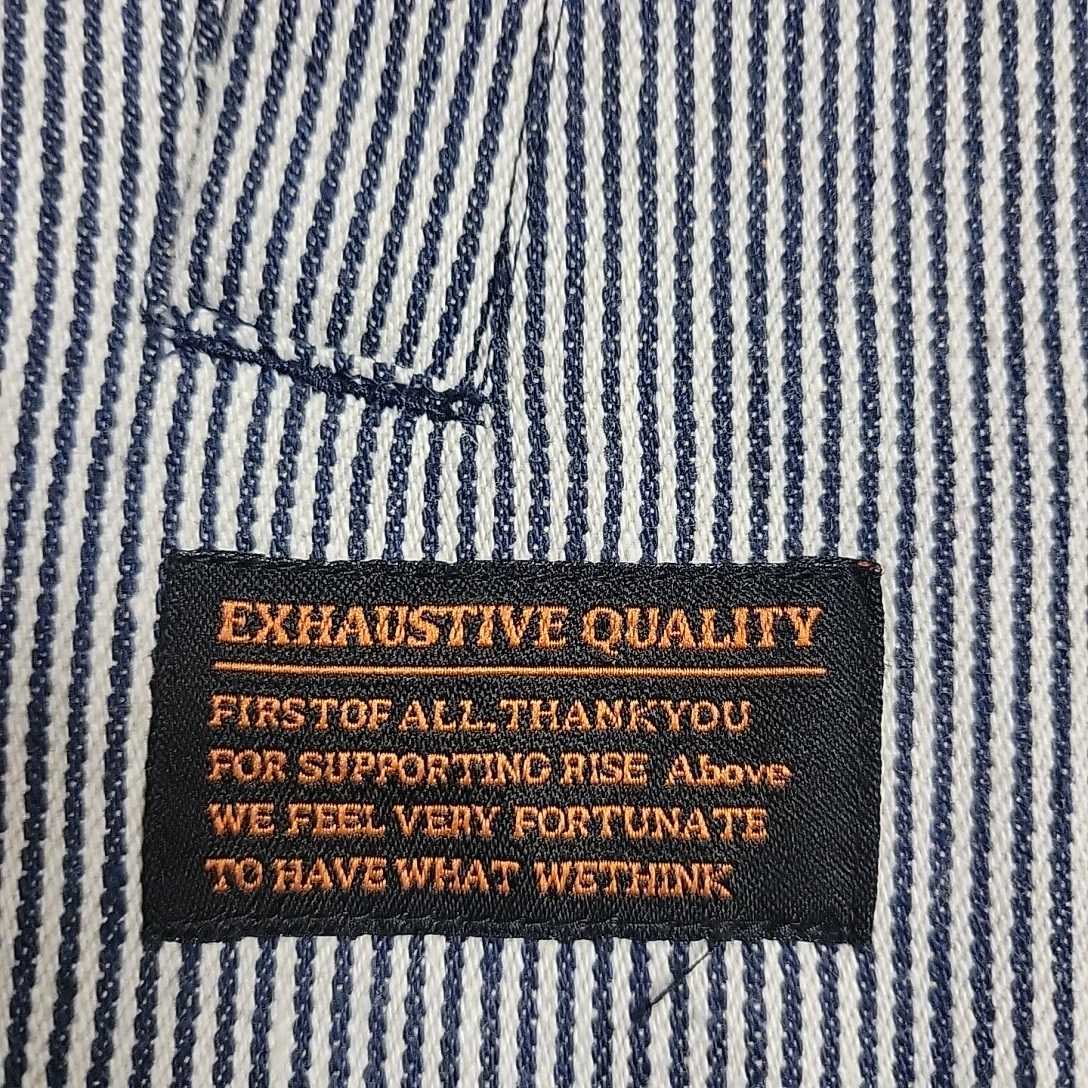 EXHAUSTIVE QUALITY
FIRSTOF ALL, THANKYOU
FOR SUPPORTING RISE Above
WE FEEL VERY FORTUNATE
TO HAVE WHAT WETHINK